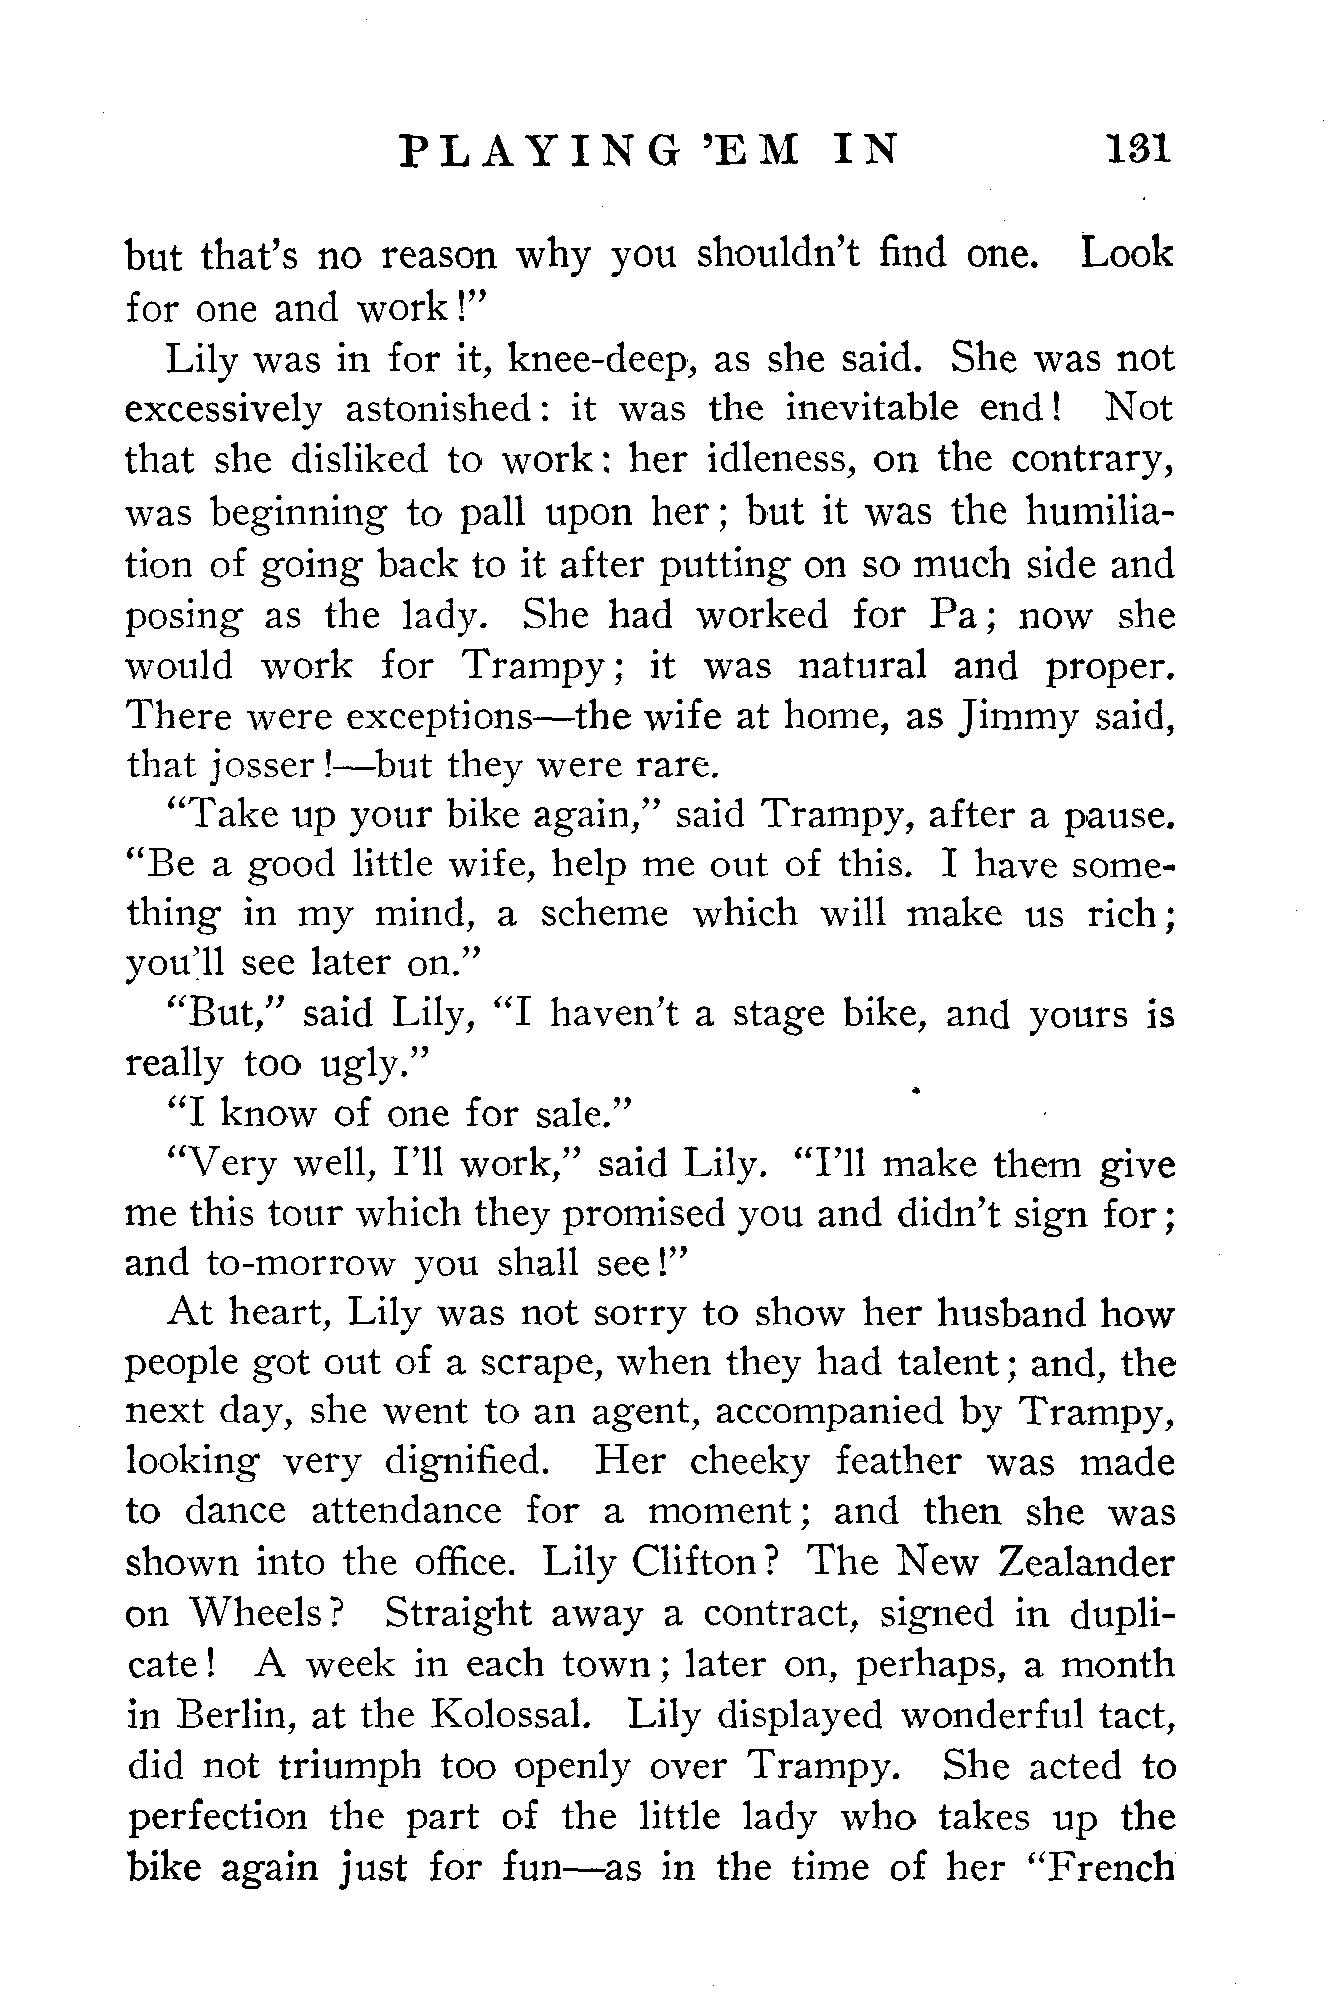 PLAYING 'EM IN 131
but that's no reason why you shouldn't find one. Look
for one and work!"
Lily was in for it, knee-deep, as she said. She was not
excessively astonished: it was the inevitable end! Not
that she disliked to work: her idleness, on the contrary,
was beginning to pall upon her; but it was the humilia-
tion of going back to it after putting on so much side and
posing as the lady. She had worked for Pa; now she
would work for Trampy; it was natural and proper.
There were exceptions—the wife at home, as Jimmy said,
that josser!—but they were rare.
"Take up your bike again," said Trampy, after a pause.
"Be a good little wife, help me out of this. I have some-
thing in my mind, a scheme which will make us rich;
you'll see later on."
"But," said Lily, "I haven't a stage bike, and yours is
really too ugly."
"I know of one for sale."
"Very well, I'll work," said Lily. "I'll make them give
me this tour which they promised you and didn't sign for;
and to-morrow you shall see!"
At heart, Lily was not sorry to show her husband how
people got out of a scrape, when they had talent; and, the
next day, she went to an agent, accompanied by Trampy,
looking very dignified. Her cheeky feather was made
to dance attendance for a moment; and then she was
shown into the office. Lily Clifton? The New Zealander
on Wheels? Straight away a contract, signed in dupli-
cate! A week in each town; later on, perhaps, a month
in Berlin, at the Kolossal. Lily displayed wonderful tact,
did not triumph too openly over Trampy. She acted to
perfection the part of the little lady who takes up the
bike again just for fun—as in the time of her "French